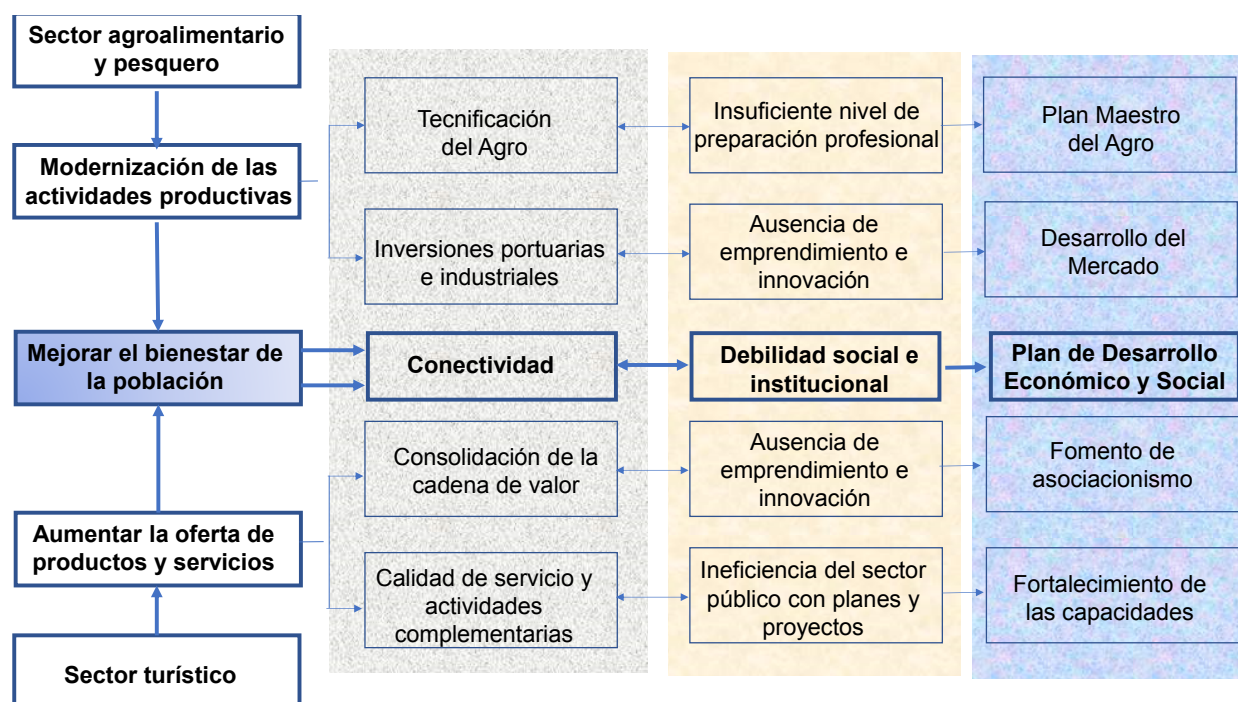 Sector agroalimentario
y pesquero
Modernización de las
actividades productivas
Mejorar el bienestar de
la población
Aumentar la oferta de
productos y servicios
Sector turístico
Tecnificación
del Agro
Inversiones portuarias
e industriales
Conectividad
Consolidación de la
cadena de valor
Calidad de servicio y
actividades
complementarias
Insuficiente nivel de
preparación profesional
Ausencia de
emprendimiento e
innovación
Debilidad social e
institucional
Ausencia de
emprendimiento e
innovación
Ineficiencia del sector
público con planes y
proyectos
Plan Maestro
del Agro
Desarrollo del
Mercado
Plan de Desarrollo
Económico y Social
Fomento de
asociacionismo
Fortalecimiento de
las capacidades